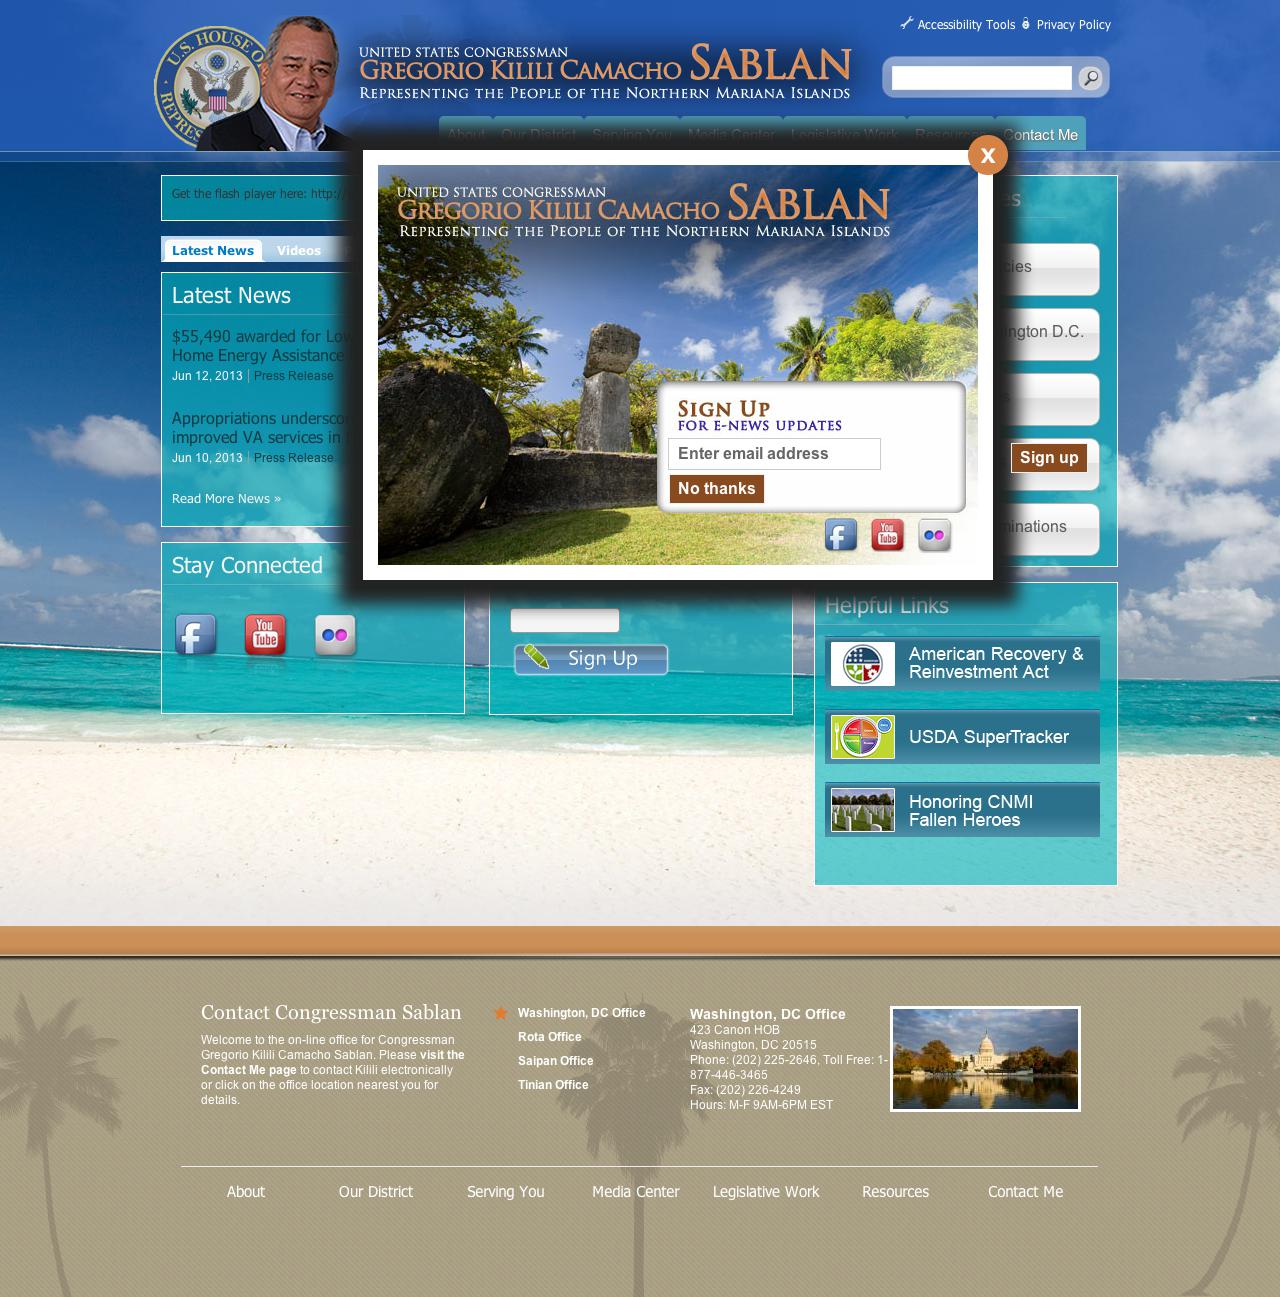 Accessibility Tools
Privacy Policy
U.S. HOUSE O
REPRE
UNITED STATES CONGRESSMAN
GREGORIO KILILI CAMACHO SABLAN
REPRESENTING THE PEOPLE OF THE NORTHERN MARIANA ISLANDS
About
Our District
Serving You
Media Center
Legislative Work
Resources
Contact Me
X
UNITED STATES CONGRESSMAN
GREGORIO KILILI CAMACHO SABLAN
REPRESENTING THE PEOPLE OF THE NORTHERN MARIANA ISLANDS
SIGN UP
FOR E-NEWS UPDATES
Enter email address
Sign up
No thanks
You
Tube
Get the flash player here: http://
Latest News
Videos
Latest News
$55,490 awarded for Low
Home Energy Assistance
Jun 12, 2013 | Press Release
Appropriations undersco
improved VA services in
Jun 10, 2013 | Press Release
Read More News »
Stay Connected
You
Tube
Sign Up
es
cies
ington D.C.
s
minations
Helpful Links
American Recovery &
Reinvestment Act
USDA SuperTracker
Honoring CNMI
Fallen Heroes
Contact Congressman Sablan
Welcome to the on-line office for Congressman
Gregorio Kilili Camacho Sablan. Please visit the
Contact Me page to contact Kilili electronically
or click on the office location nearest you for
details.
Washington, DC Office
Rota Office
Saipan Office
Tinian Office
Washington, DC Office
423 Canon HOB
Washington, DC 20515
Phone: (202) 225-2646, Toll Free: 1-
877-446-3465
Fax: (202) 226-4249
Hours: M-F 9AM-6PM EST
About
Our District
Serving You
Media Center
Legislative Work
Resources
Contact Me